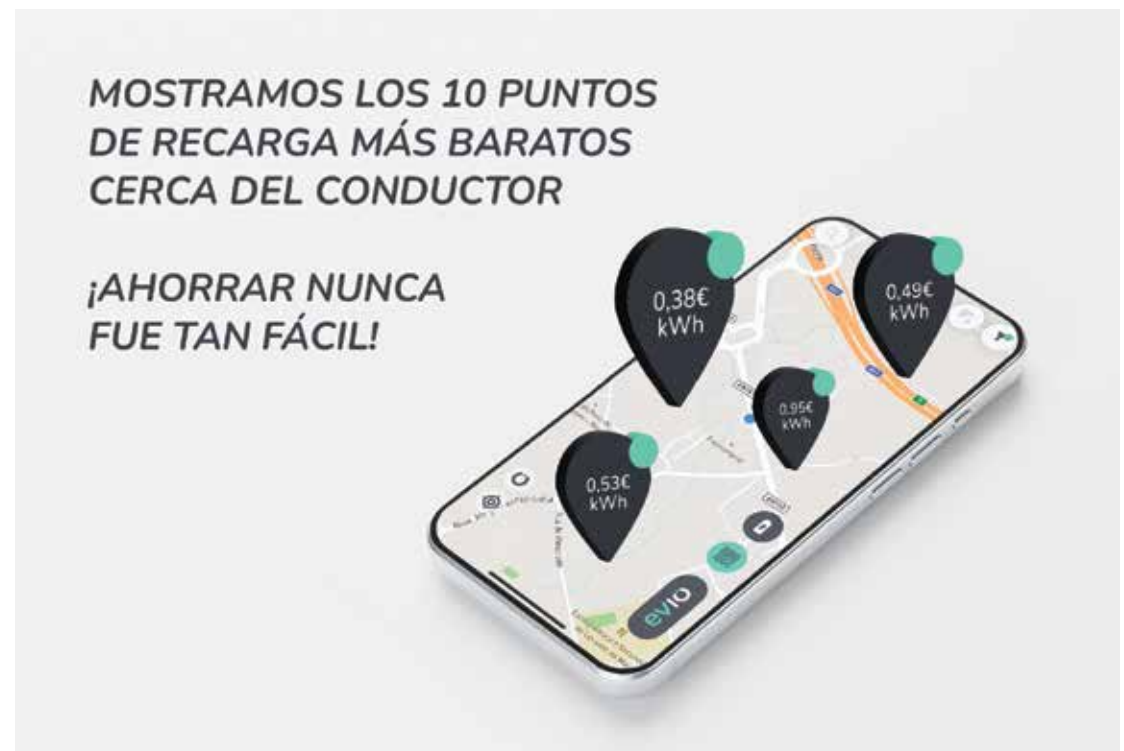 MOSTRAMOS LOS 10 PUNTOS
DE RECARGA MÁS BARATOS
CERCA DEL CONDUCTOR
¡AHORRAR NUNCA
FUE TAN FÁCIL!
0,38€
kWh
0,49€
kWh
0,95€
kWh
0,53€
kWh
evio